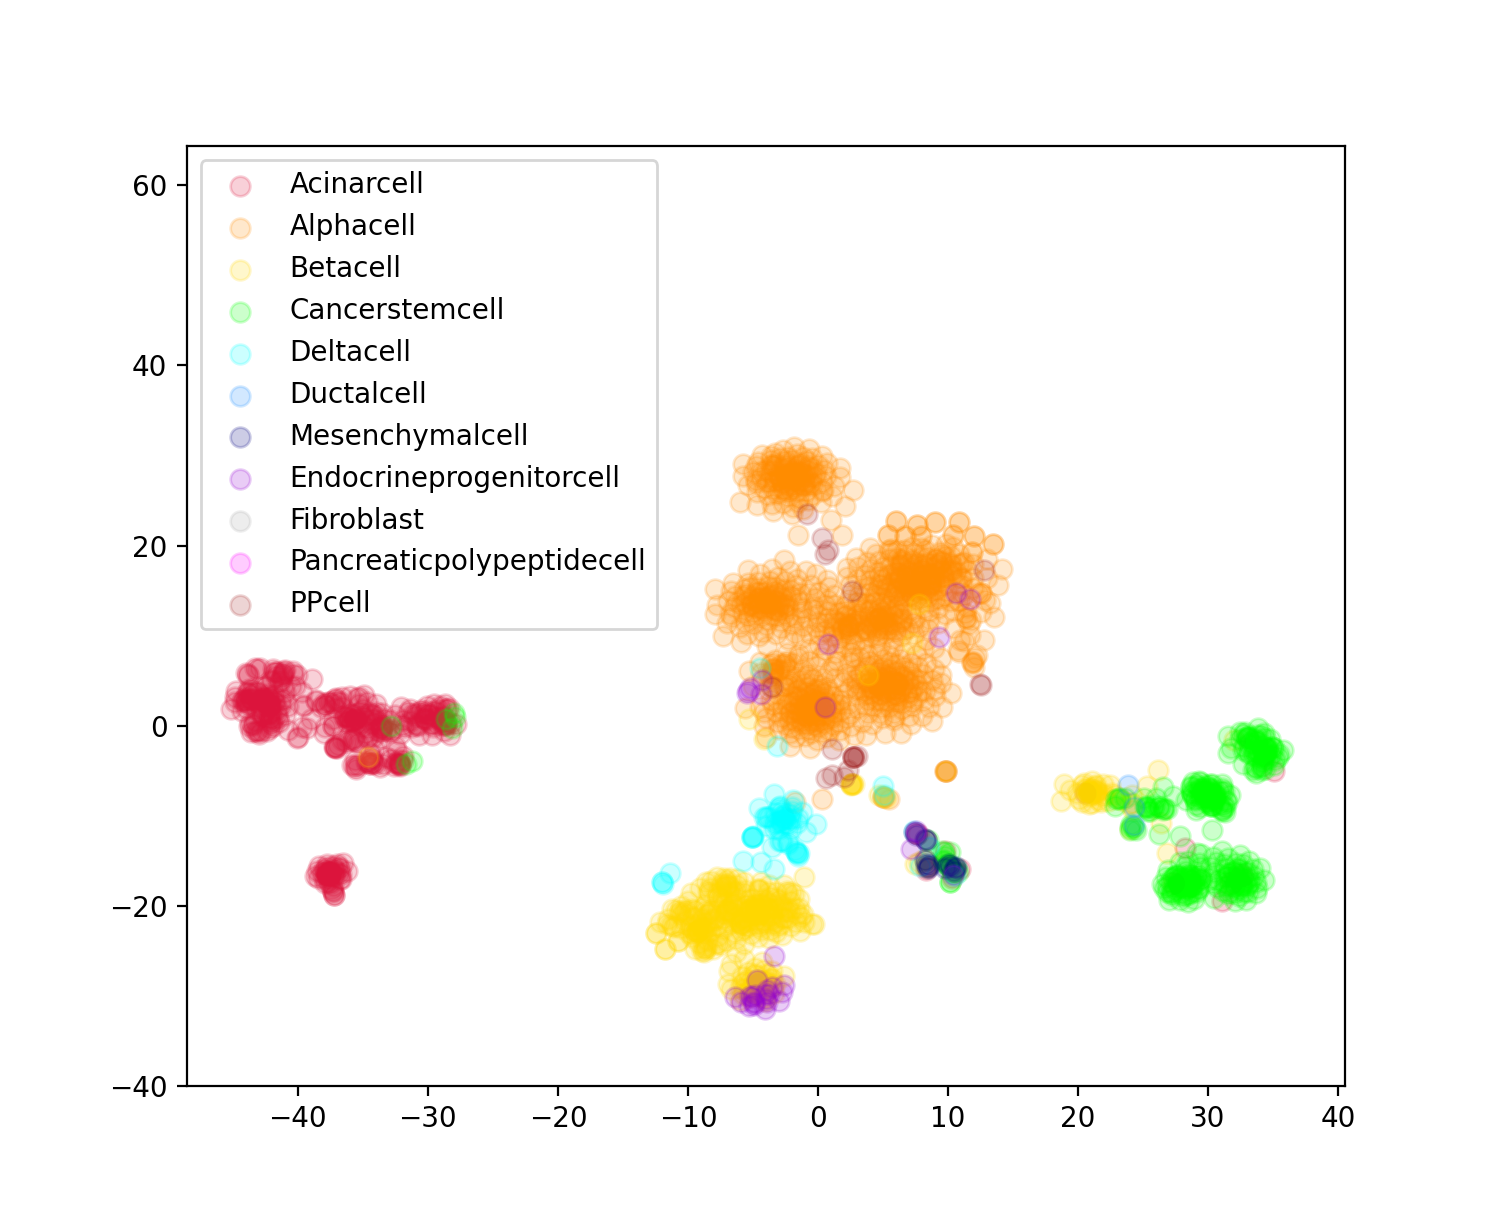 60
40
20
0
−20
−40
Acinarcell
Alphacell
Betacell
Cancerstemcell
Deltacell
Ductalcell
Mesenchymalcell
Endocrineprogenitorcell
Fibroblast
Pancreaticpolypeptidecell
PPcell
−40 −30 −20 −10 0 10 20 30 40